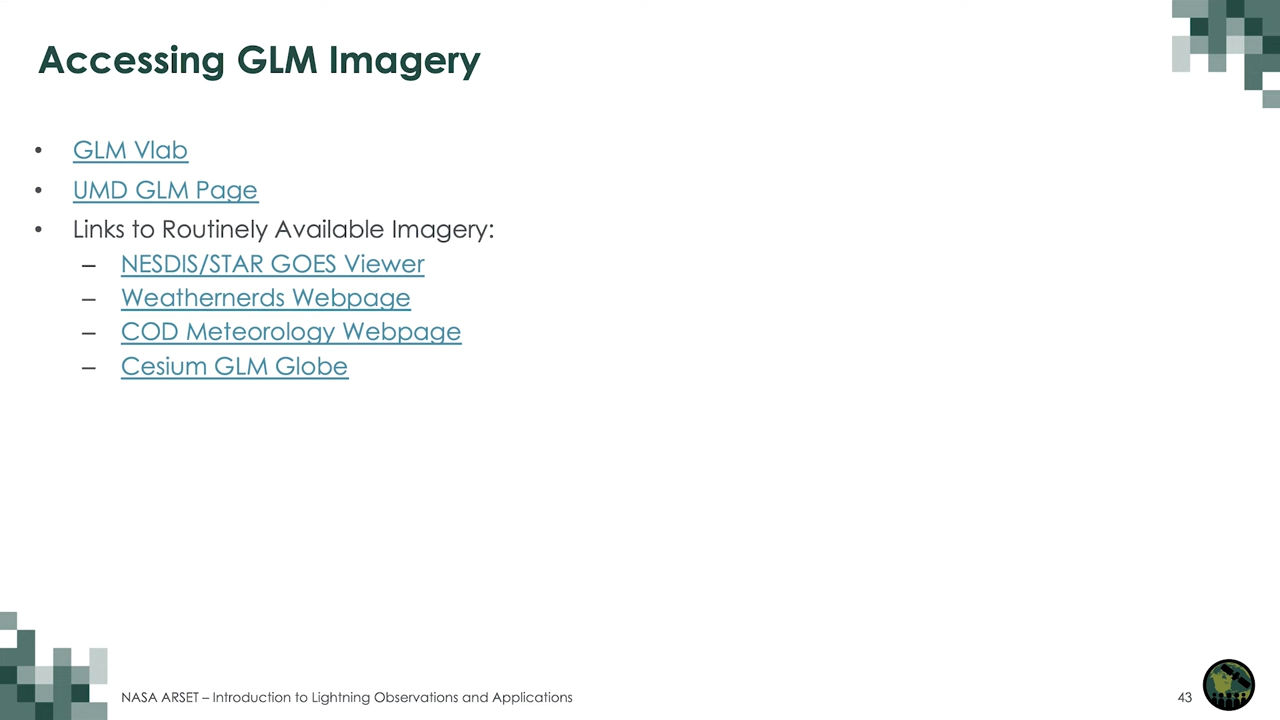 Accessing GLM Imagery
• GLM Vlab
• UMD GLM Page
• Links to Routinely Available Imagery:
– NESDIS/STAR GOES Viewer
– Weathernerds Webpage
– COD Meteorology Webpage
– Cesium GLM Globe
NASA ARSET – Introduction to Lightning Observations and Applications
43